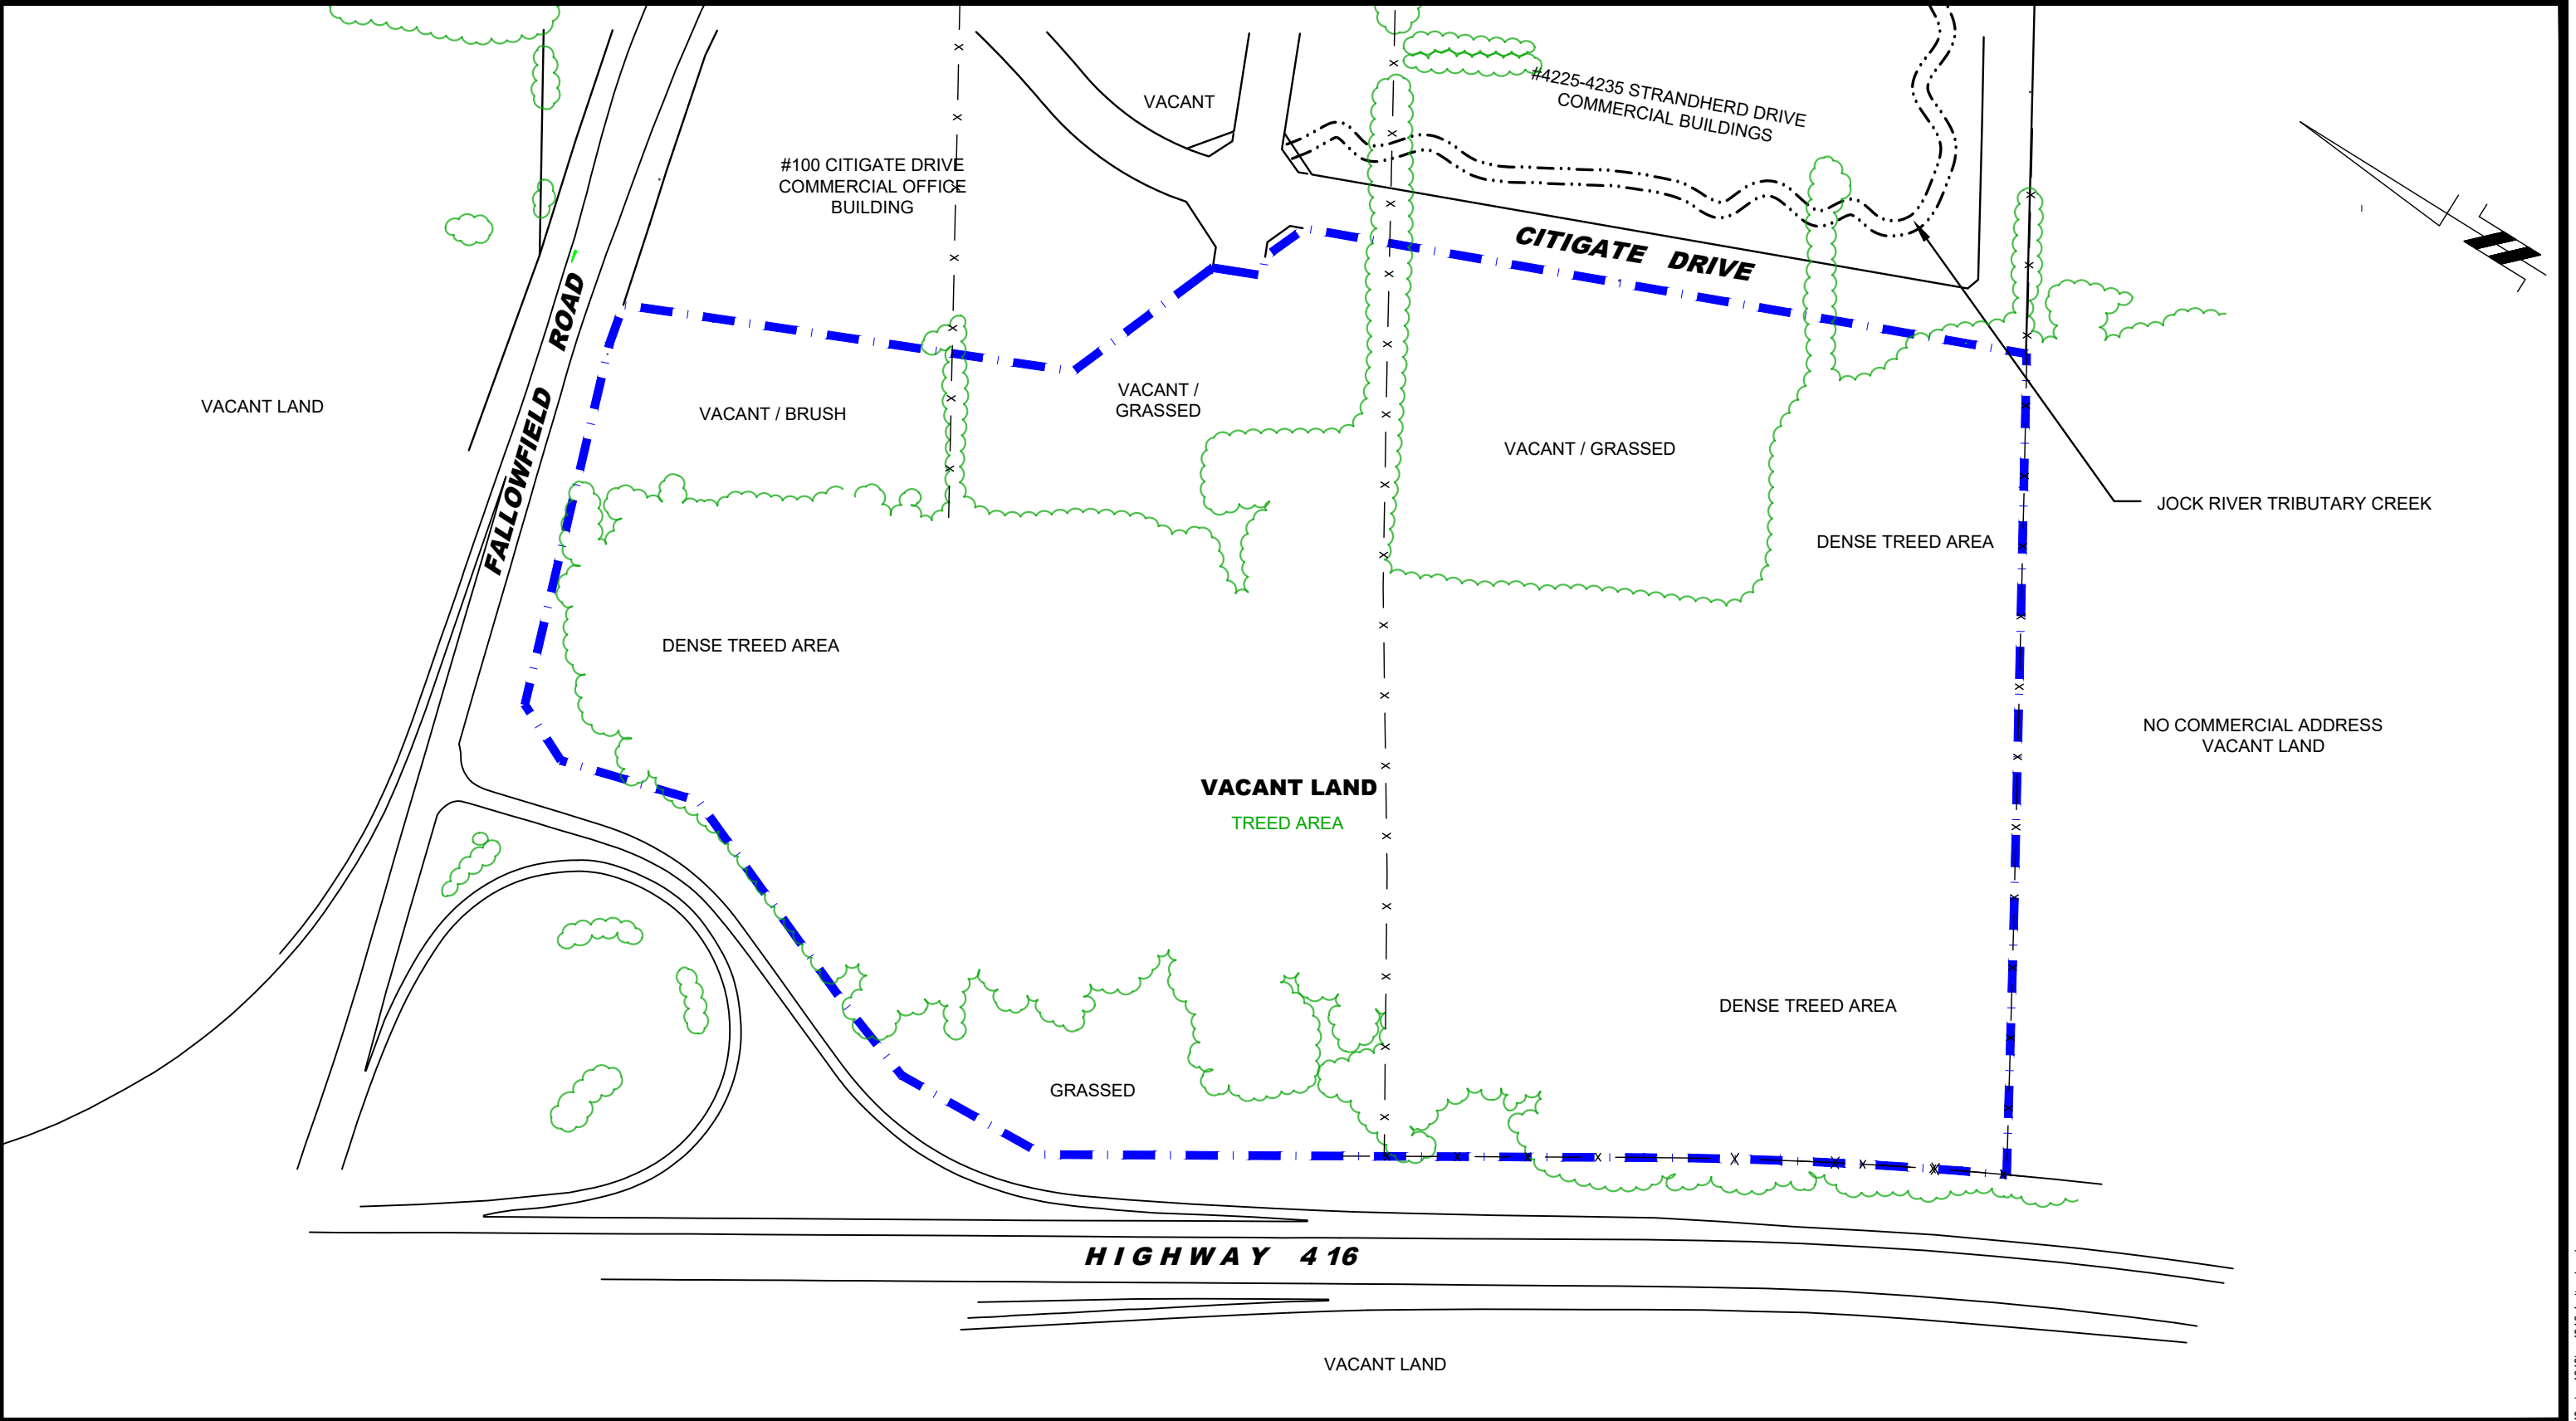 VACANT
#4225-4235 STRANDHERD DRIVE
COMMERCIAL BUILDINGS
#100 CITIGATE DRIVE
COMMERCIAL OFFICE
BUILDING
CITIGATE DRIVE
FALLOWFIELD ROAD
VACANT LAND
VACANT / BRUSH
VACANT /
GRASSED
VACANT / GRASSED
JOCK RIVER TRIBUTARY CREEK
DENSE TREED AREA
DENSE TREED AREA
NO COMMERCIAL ADDRESS
VACANT LAND
VACANT LAND
TREED AREA
DENSE TREED AREA
GRASSED
HIGHWAY 416
VACANT LAND